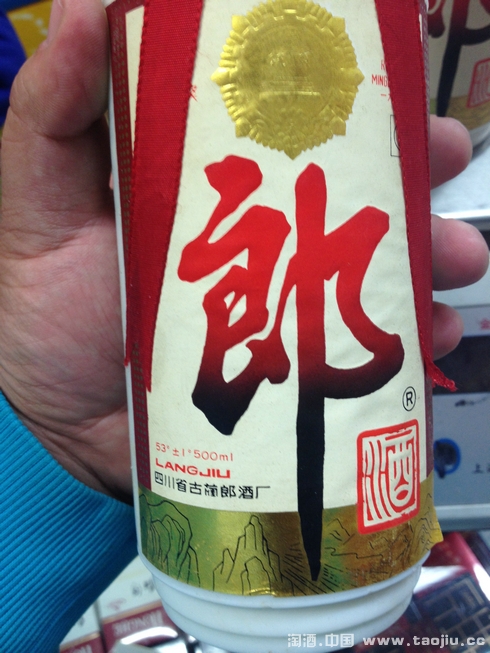 MING
郎
®
53°±1°500ml
LANGJIU
四川省古蔺郎酒厂
酒
淘酒.中国 www.taojiu.cc